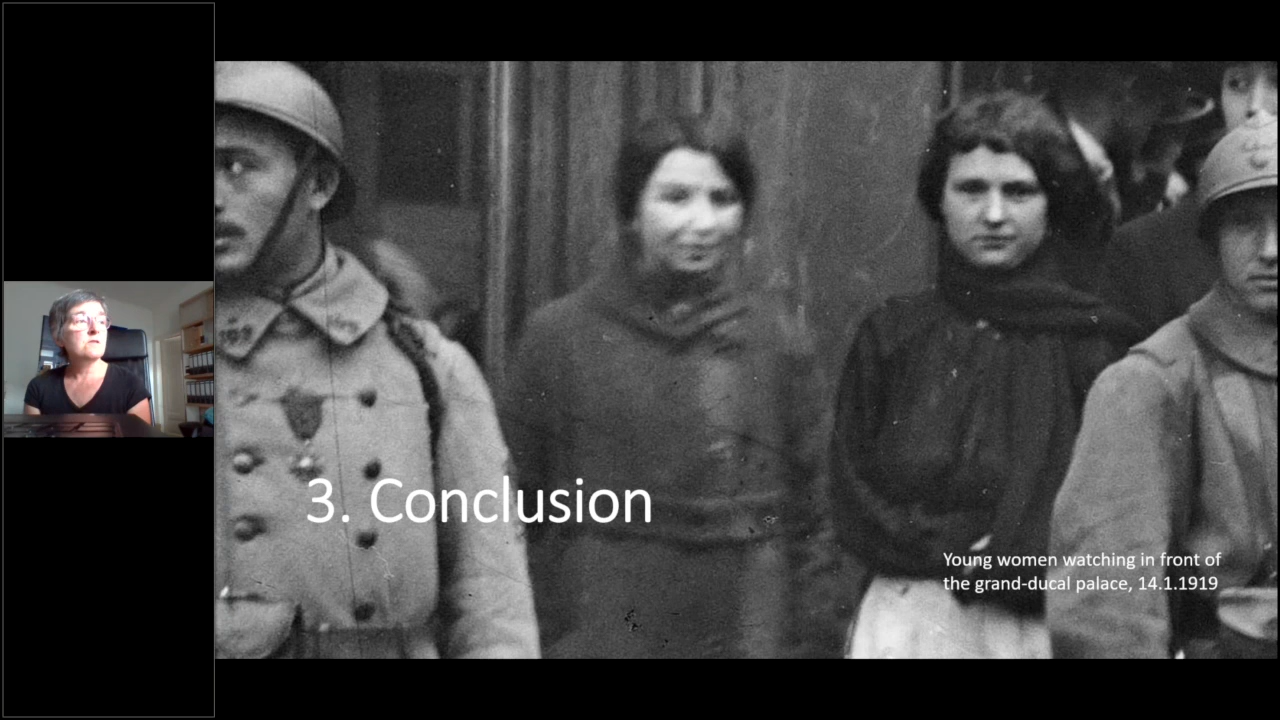 3. Conclusion
Young women watching in front of
the grand-ducal palace, 14.1.1919